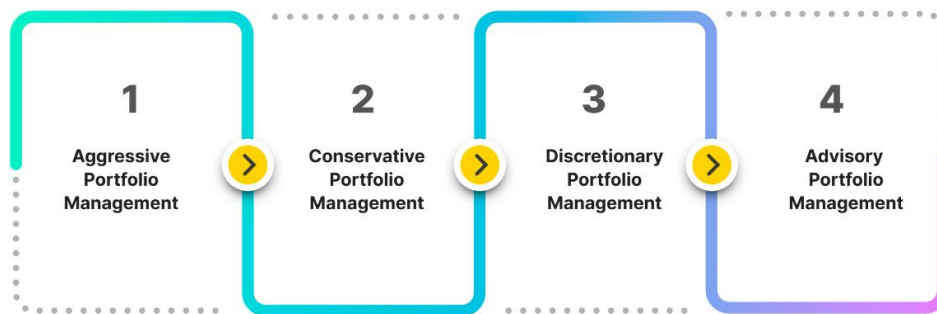 1
Aggressive
Portfolio
Management
2
Conservative
Portfolio
Management
3
Discretionary
Portfolio
Management
4
Advisory
Portfolio
Management